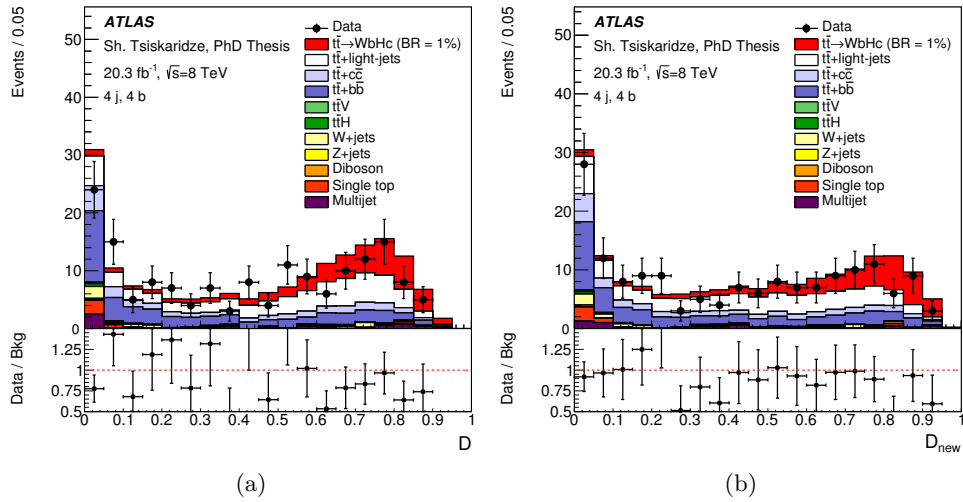 Events / 0.05
50
40
30
20
10
0
ATLAS
Sh. Tsiskaridze, PhD Thesis
20.3 fb⁻¹, √s=8 TeV
4 j, 4 b
Data
tt̄→WbHc (BR = 1%)
tt̄+light-jets
tt̄+cc̄
tt̄+bb̄
tt̄V
tt̄H
W+jets
Z+jets
Diboson
Single top
Multijet
Data / Bkg
1.25
1
0.75
0.5
0 0.1 0.2 0.3 0.4 0.5 0.6 0.7 0.8 0.9 1
D
(a)
Events / 0.05
50
40
30
20
10
0
ATLAS
Sh. Tsiskaridze, PhD Thesis
20.3 fb⁻¹, √s=8 TeV
4 j, 4 b
Data
tt̄→WbHc (BR = 1%)
tt̄+light-jets
tt̄+cc̄
tt̄+bb̄
tt̄V
tt̄H
W+jets
Z+jets
Diboson
Single top
Multijet
Data / Bkg
1.25
1
0.75
0.5
0 0.1 0.2 0.3 0.4 0.5 0.6 0.7 0.8 0.9 1
D_new
(b)